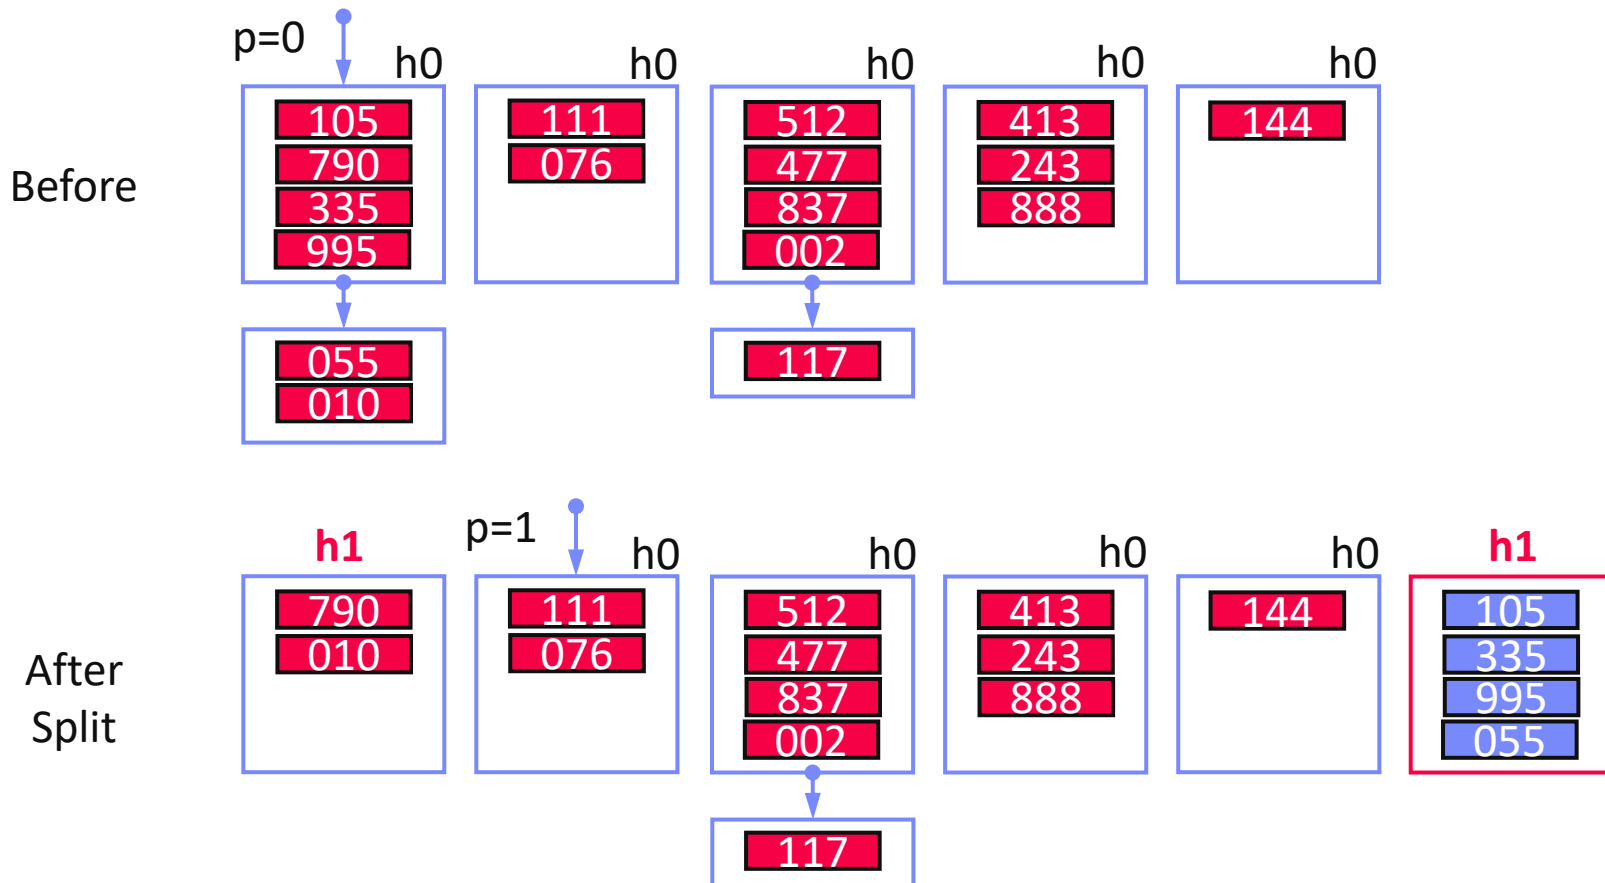 p=0
h0 h0 h0 h0 h0
Before
105 111 512 413 144
790 076 477 243
335 837 888
995 002
055 117
010
h1 p=1 h0 h0 h0 h0 h1
After
Split
790 111 512 413 144 105
010 076 477 243 335
837 888 995
002 055
117